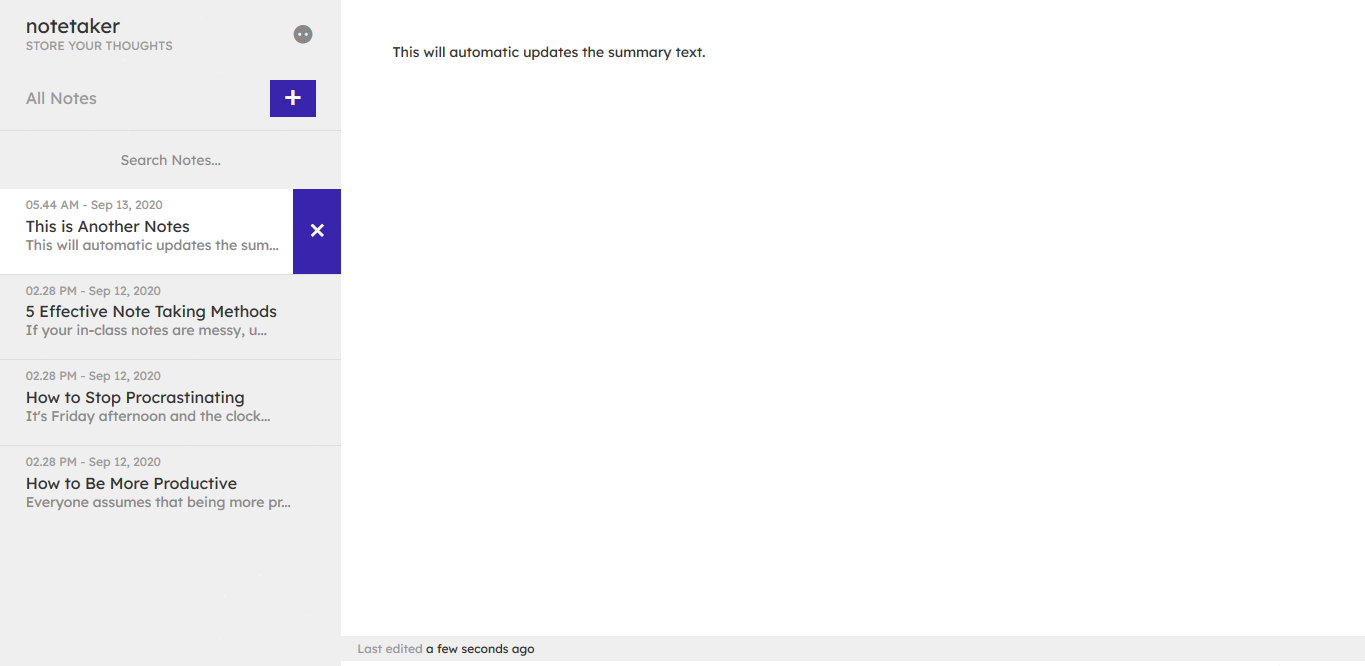 notetaker
STORE YOUR THOUGHTS
All Notes
Search Notes...
05.44 AM - Sep 13, 2020
This is Another Notes
This will automatic updates the sum...
02.28 PM - Sep 12, 2020
5 Effective Note Taking Methods
If your in-class notes are messy, u...
02.28 PM - Sep 12, 2020
How to Stop Procrastinating
It's Friday afternoon and the clock...
02.28 PM - Sep 12, 2020
How to Be More Productive
Everyone assumes that being more pr...
This will automatic updates the summary text.
Last edited a few seconds ago